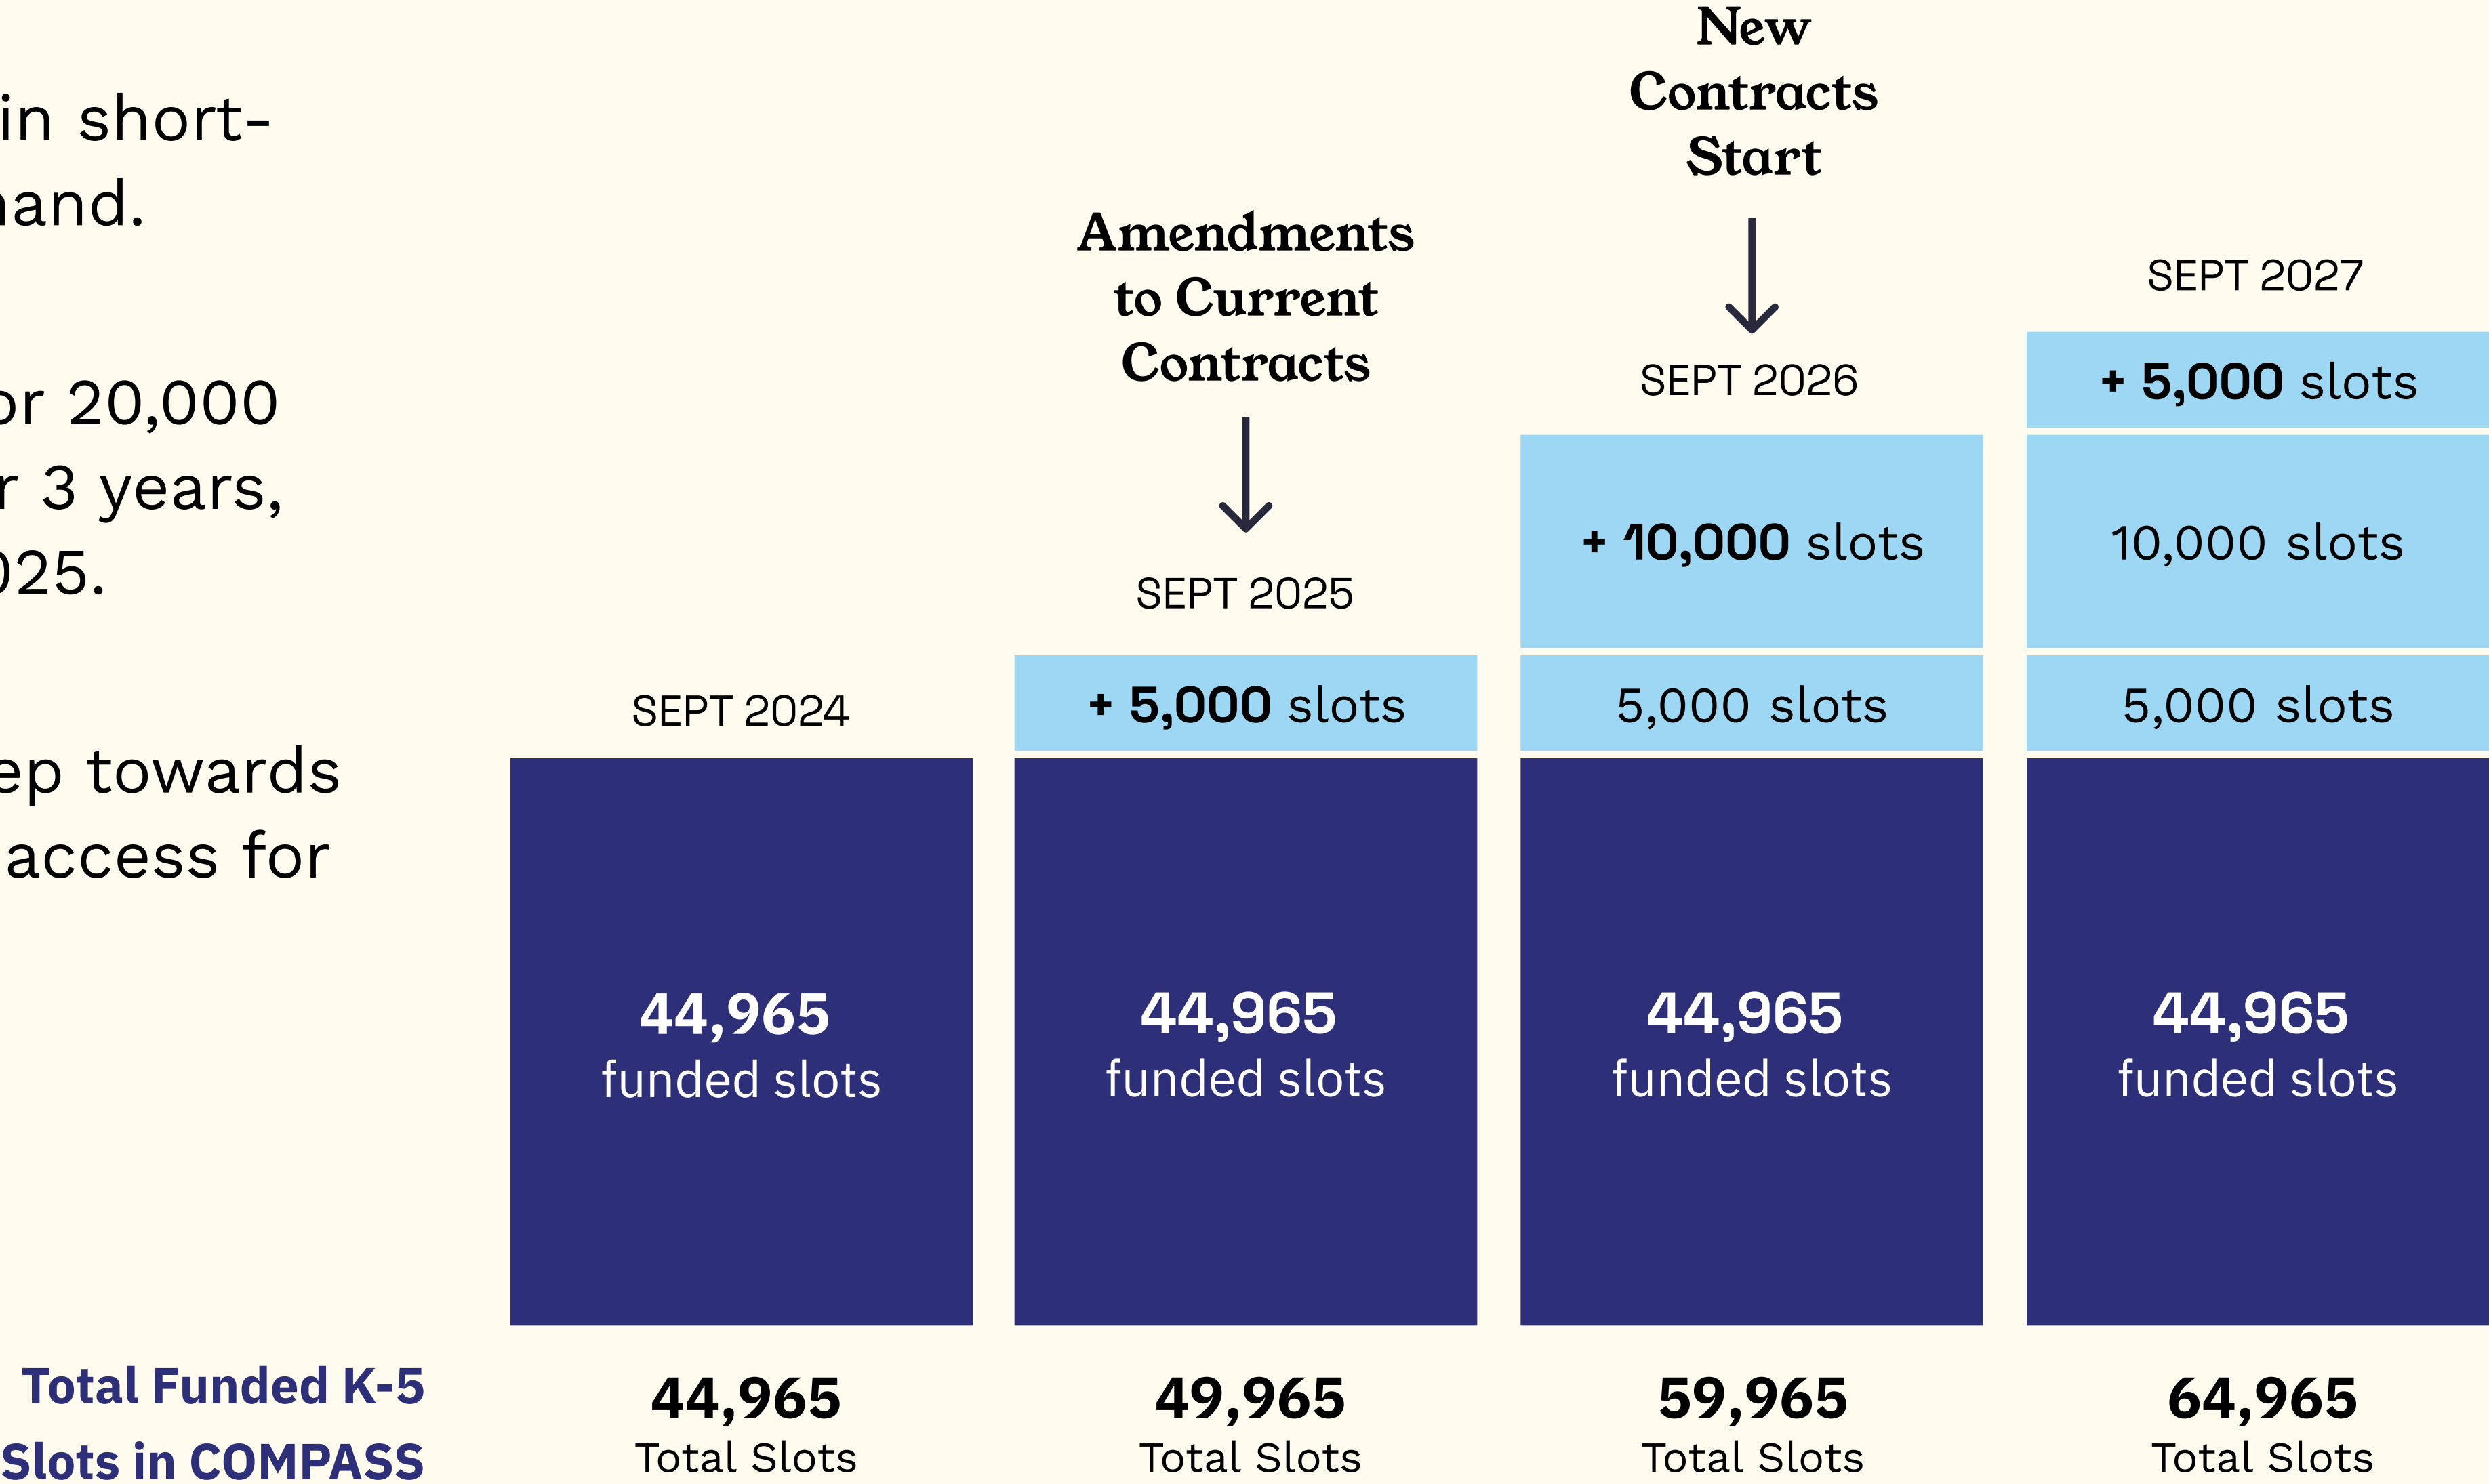 in short-
and.
or 20,000
r 3 years,
025.
ep towards
access for
New
Contracts
Start
Amendments
to Current
Contracts
SEPT 2024
SEPT 2025
SEPT 2026
SEPT 2027
+ 5,000 slots
+ 10,000 slots
10,000 slots
+ 5,000 slots
5,000 slots
5,000 slots
44,965
funded slots
44,965
funded slots
44,965
funded slots
44,965
funded slots
Total Funded K-5
Slots in COMPASS
44,965
Total Slots
49,965
Total Slots
59,965
Total Slots
64,965
Total Slots